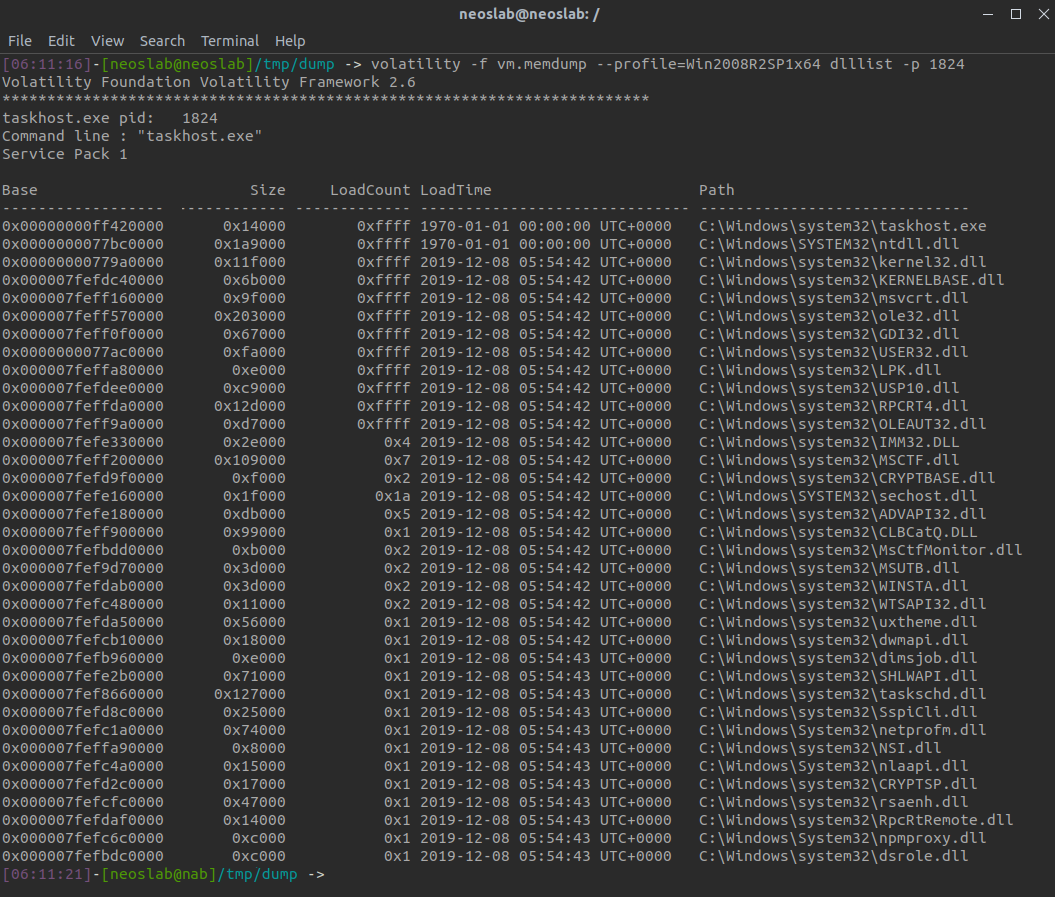 neoslab@neoslab: /
File Edit View Search Terminal Help
[06:11:16]-[neoslab@neoslab]/tmp/dump -> volatility -f vm.memdump --profile=Win2008R2SP1x64 dlllist -p 1824
Volatility Foundation Volatility Framework 2.6
************************************************************************
taskhost.exe pid:   1824
Command line : "taskhost.exe"
Service Pack 1
Base                             Size  LoadCount LoadTime                       Path
------------------ ------------ ------------- ------------------------------ ------------------------------
0x00000000ff420000 0x14000 0xffff 1970-01-01 00:00:00 UTC+0000 C:\Windows\system32\taskhost.exe
0x0000000077bc0000 0x1a9000 0xffff 1970-01-01 00:00:00 UTC+0000 C:\Windows\SYSTEM32\ntdll.dll
0x00000000779a0000 0x11f000 0xffff 2019-12-08 05:54:42 UTC+0000 C:\Windows\system32\kernel32.dll
0x000007fefdc40000 0x6b000 0xffff 2019-12-08 05:54:42 UTC+0000 C:\Windows\system32\KERNELBASE.dll
0x000007feff160000 0x9f000 0xffff 2019-12-08 05:54:42 UTC+0000 C:\Windows\system32\msvcrt.dll
0x000007feff570000 0x203000 0xffff 2019-12-08 05:54:42 UTC+0000 C:\Windows\system32\ole32.dll
0x000007feff0f0000 0x67000 0xffff 2019-12-08 05:54:42 UTC+0000 C:\Windows\system32\GDI32.dll
0x0000000077ac0000 0xfa000 0xffff 2019-12-08 05:54:42 UTC+0000 C:\Windows\system32\USER32.dll
0x000007feffa80000 0xe000 0xffff 2019-12-08 05:54:42 UTC+0000 C:\Windows\system32\LPK.dll
0x000007fefdee0000 0xc9000 0xffff 2019-12-08 05:54:42 UTC+0000 C:\Windows\system32\USP10.dll
0x000007feffda0000 0x12d000 0xffff 2019-12-08 05:54:42 UTC+0000 C:\Windows\system32\RPCRT4.dll
0x000007feff9a0000 0xd7000 0xffff 2019-12-08 05:54:42 UTC+0000 C:\Windows\system32\OLEAUT32.dll
0x000007fefe330000 0x2e000 0x4 2019-12-08 05:54:42 UTC+0000 C:\Windows\system32\IMM32.DLL
0x000007feff200000 0x109000 0x7 2019-12-08 05:54:42 UTC+0000 C:\Windows\system32\MSCTF.dll
0x000007fefd9f0000 0xf000 0x2 2019-12-08 05:54:42 UTC+0000 C:\Windows\system32\CRYPTBASE.dll
0x000007fefe160000 0x1f000 0x1a 2019-12-08 05:54:42 UTC+0000 C:\Windows\SYSTEM32\sechost.dll
0x000007fefe180000 0xdb000 0x5 2019-12-08 05:54:42 UTC+0000 C:\Windows\system32\ADVAPI32.dll
0x000007feff900000 0x99000 0x1 2019-12-08 05:54:42 UTC+0000 C:\Windows\system32\CLBCatQ.DLL
0x000007fefbdd0000 0xb000 0x2 2019-12-08 05:54:42 UTC+0000 C:\Windows\system32\MsCtfMonitor.dll
0x000007fef9d70000 0x3d000 0x2 2019-12-08 05:54:42 UTC+0000 C:\Windows\system32\MSUTB.dll
0x000007fefdab0000 0x3d000 0x2 2019-12-08 05:54:42 UTC+0000 C:\Windows\system32\WINSTA.dll
0x000007fefc480000 0x11000 0x2 2019-12-08 05:54:42 UTC+0000 C:\Windows\system32\WTSAPI32.dll
0x000007fefda50000 0x56000 0x1 2019-12-08 05:54:42 UTC+0000 C:\Windows\system32\uxtheme.dll
0x000007fefcb10000 0x18000 0x1 2019-12-08 05:54:42 UTC+0000 C:\Windows\system32\dwmapi.dll
0x000007fefb960000 0xe000 0x1 2019-12-08 05:54:43 UTC+0000 C:\Windows\system32\dimsjob.dll
0x000007fefe2b0000 0x71000 0x1 2019-12-08 05:54:43 UTC+0000 C:\Windows\system32\SHLWAPI.dll
0x000007fef8660000 0x127000 0x1 2019-12-08 05:54:43 UTC+0000 C:\Windows\system32\taskschd.dll
0x000007fefd8c0000 0x25000 0x1 2019-12-08 05:54:43 UTC+0000 C:\Windows\system32\SspiCli.dll
0x000007fefc1a0000 0x74000 0x1 2019-12-08 05:54:43 UTC+0000 C:\Windows\System32\netprofm.dll
0x000007feffa90000 0x8000 0x1 2019-12-08 05:54:43 UTC+0000 C:\Windows\system32\NSI.dll
0x000007fefc4a0000 0x15000 0x1 2019-12-08 05:54:43 UTC+0000 C:\Windows\System32\nlaapi.dll
0x000007fefd2c0000 0x17000 0x1 2019-12-08 05:54:43 UTC+0000 C:\Windows\system32\CRYPTSP.dll
0x000007fefcfc0000 0x47000 0x1 2019-12-08 05:54:43 UTC+0000 C:\Windows\system32\rsaenh.dll
0x000007fefdaf0000 0x14000 0x1 2019-12-08 05:54:43 UTC+0000 C:\Windows\system32\RpcRtRemote.dll
0x000007fefc6c0000 0xc000 0x1 2019-12-08 05:54:43 UTC+0000 C:\Windows\System32\npmproxy.dll
0x000007fefbdc0000 0xc000 0x1 2019-12-08 05:54:43 UTC+0000 C:\Windows\system32\dsrole.dll
[06:11:21]-[neoslab@nab]/tmp/dump ->